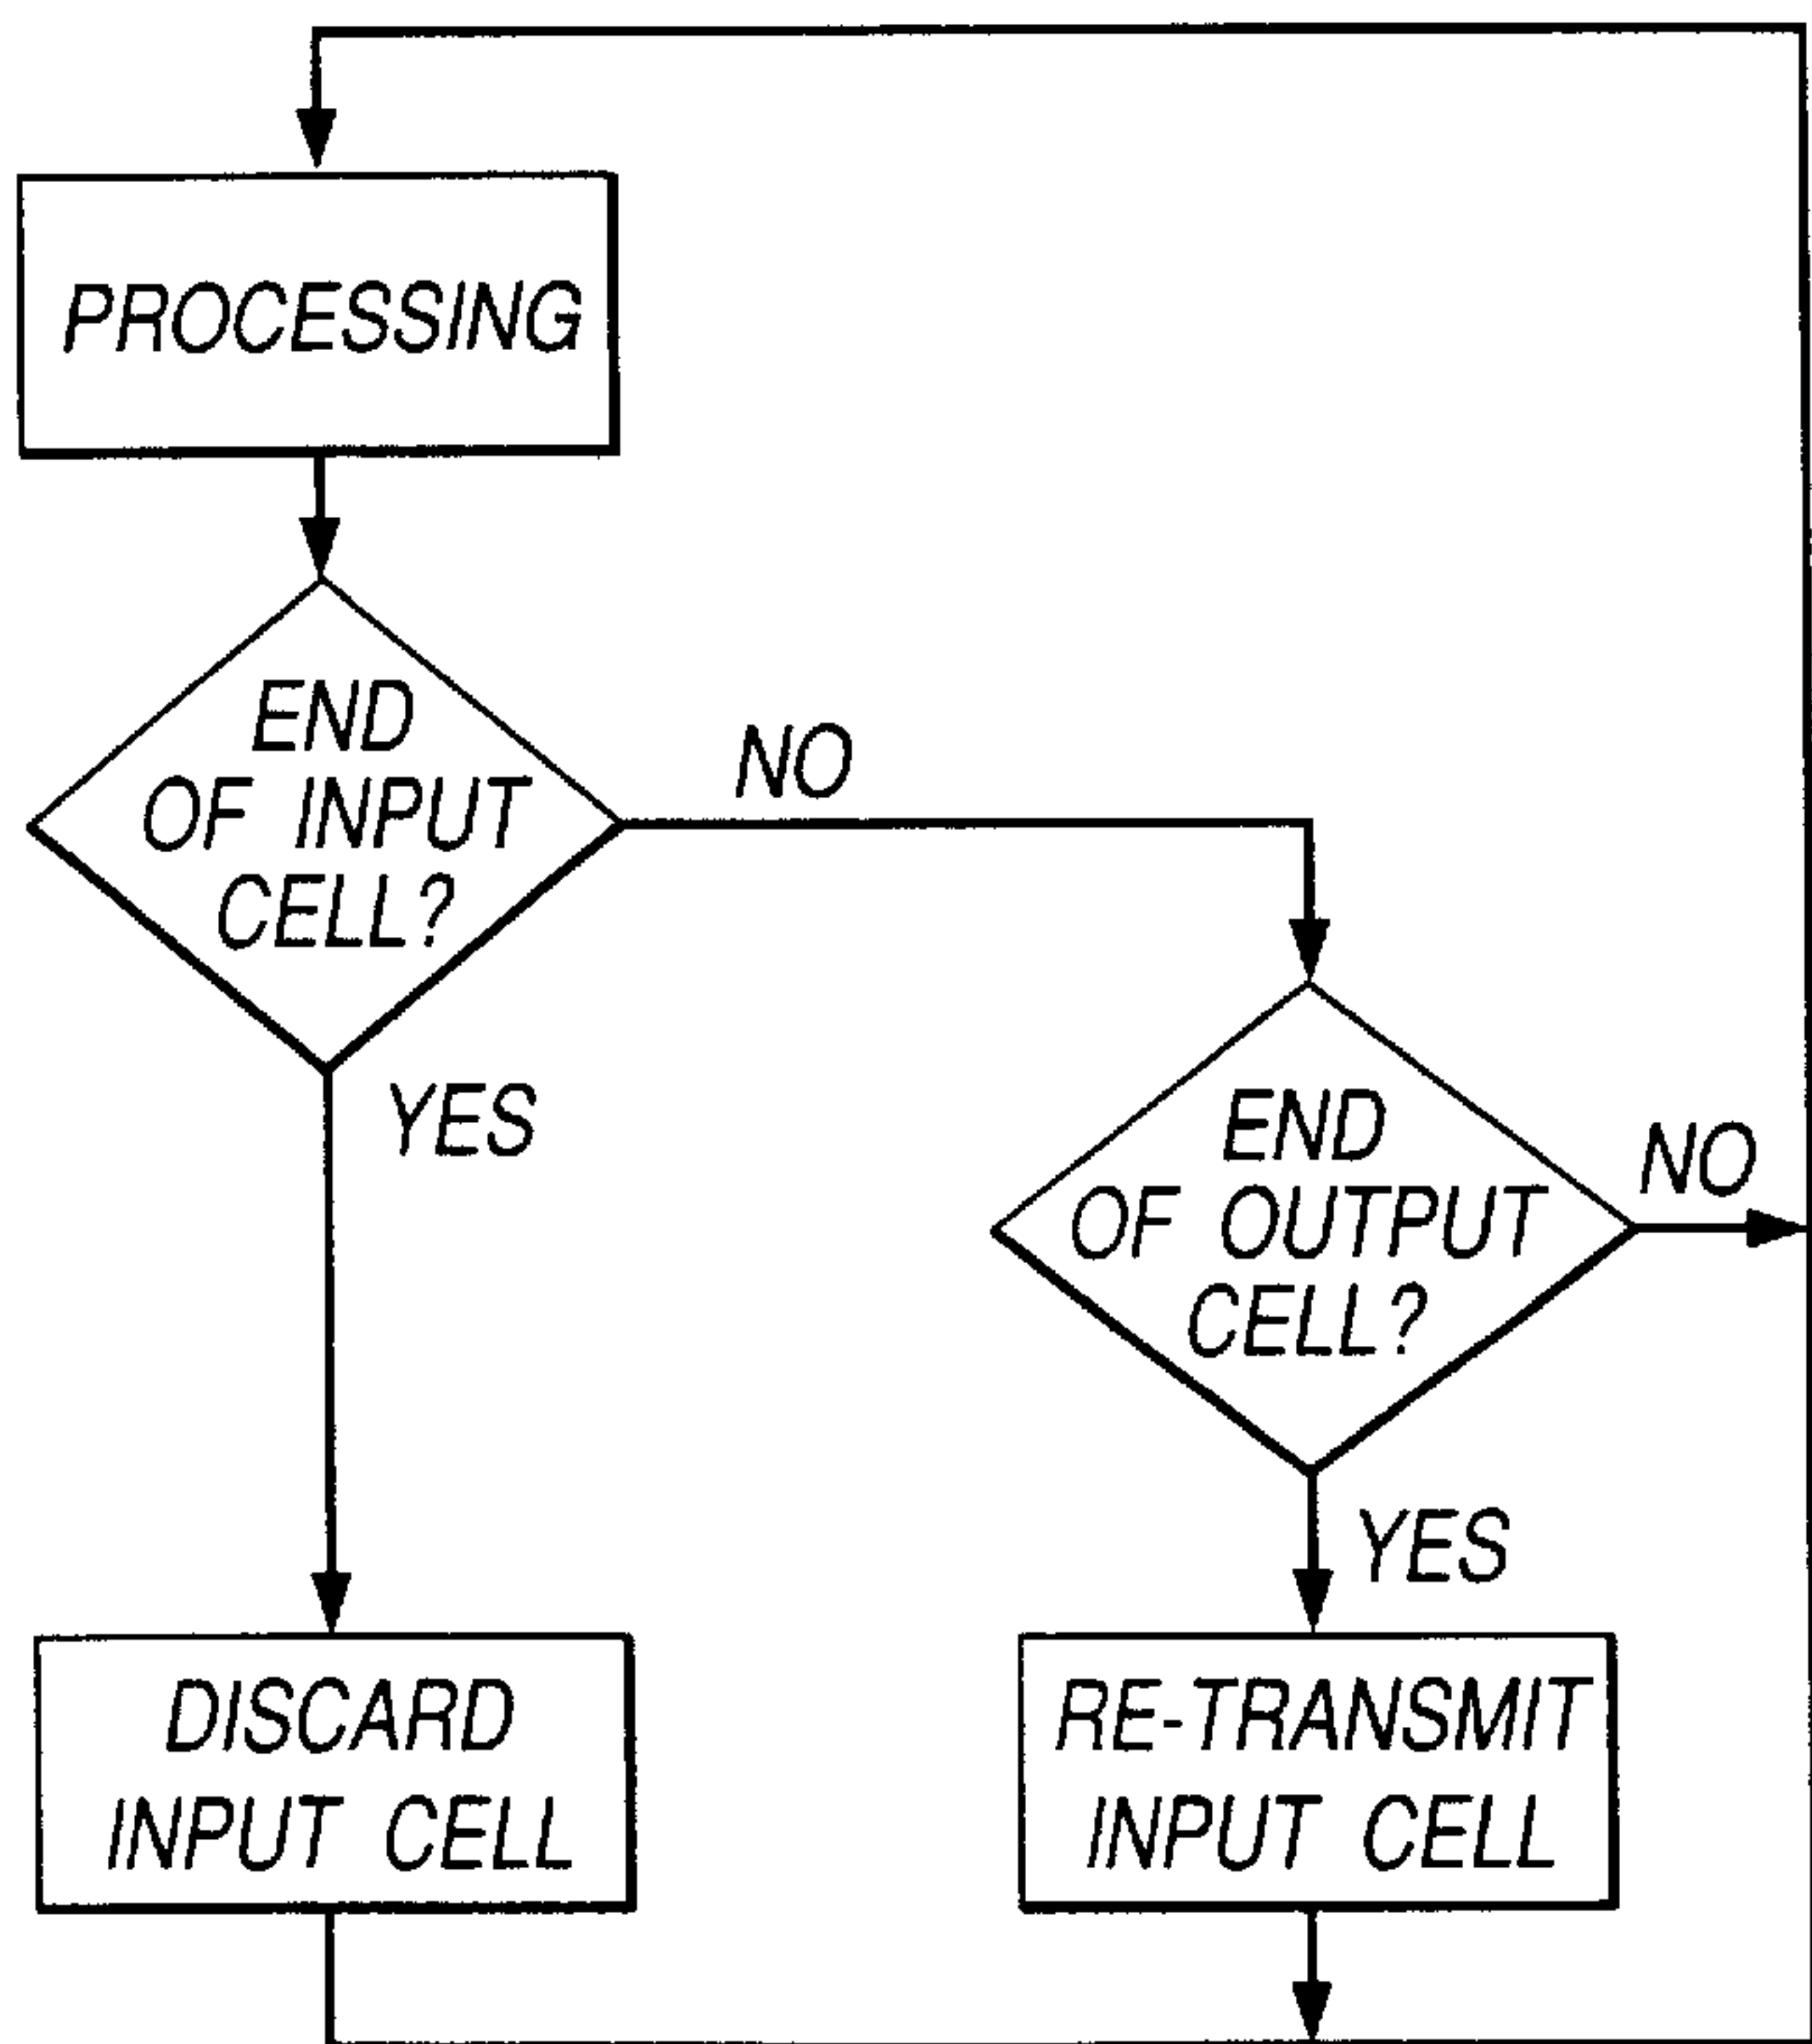 PROCESSING
END
OF INPUT
CELL?
NO
YES
END
OF OUTPUT
CELL?
NO
YES
DISCARD
INPUT CELL
RE-TRANSMIT
INPUT CELL